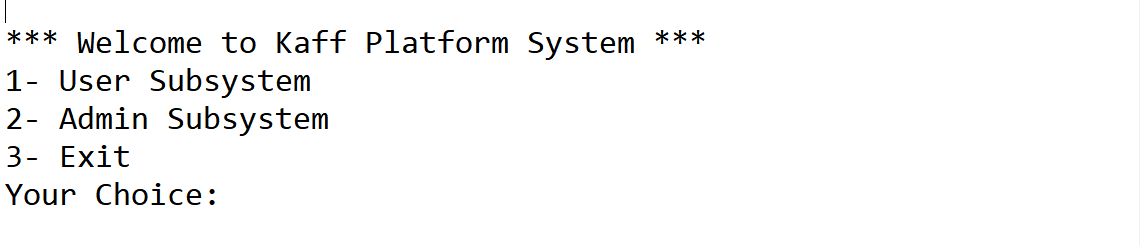 *** Welcome to Kaff Platform System ***
1- User Subsystem
2- Admin Subsystem
3- Exit
Your Choice: